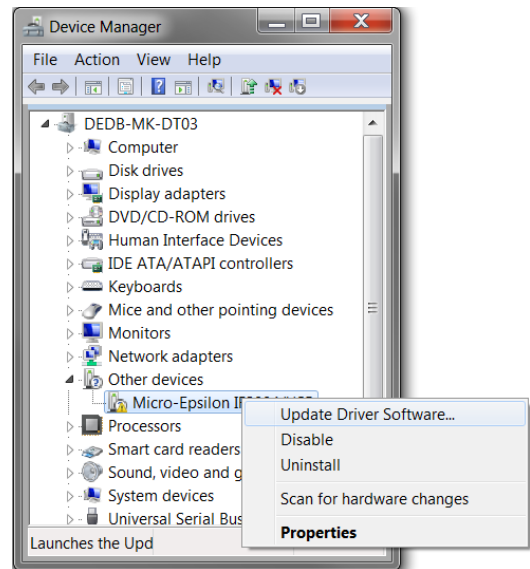 Device Manager
File Action View Help
DEDB-MK-DT03
Computer
Disk drives
Display adapters
DVD/CD-ROM drives
Human Interface Devices
IDE ATA/ATAPI controllers
Keyboards
Mice and other pointing devices
Monitors
Network adapters
Other devices
Micro-Epsilon
Update Driver Software...
Processors
Disable
Smart card readers
Uninstall
Sound, video and g
System devices
Scan for hardware changes
Universal Serial Bus
Properties
Launches the Upd